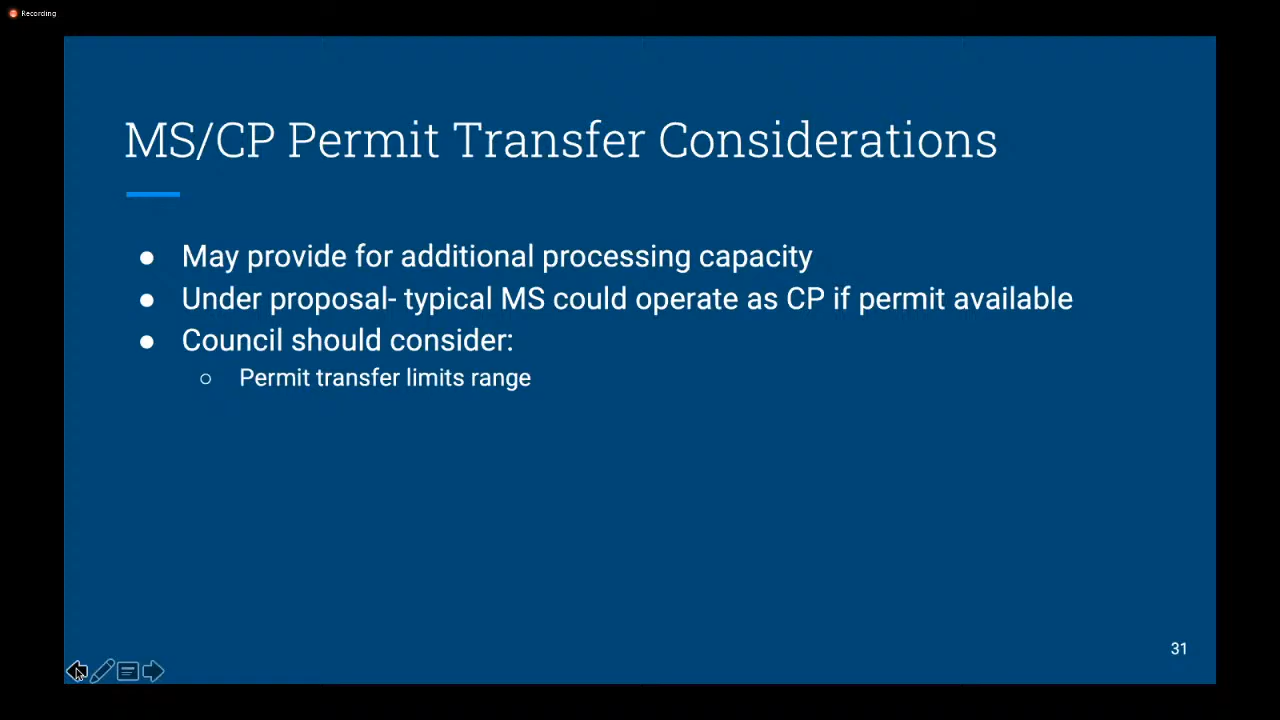 Recording
MS/CP Permit Transfer Considerations
● May provide for additional processing capacity
● Under proposal- typical MS could operate as CP if permit available
● Council should consider:
○ Permit transfer limits range
31